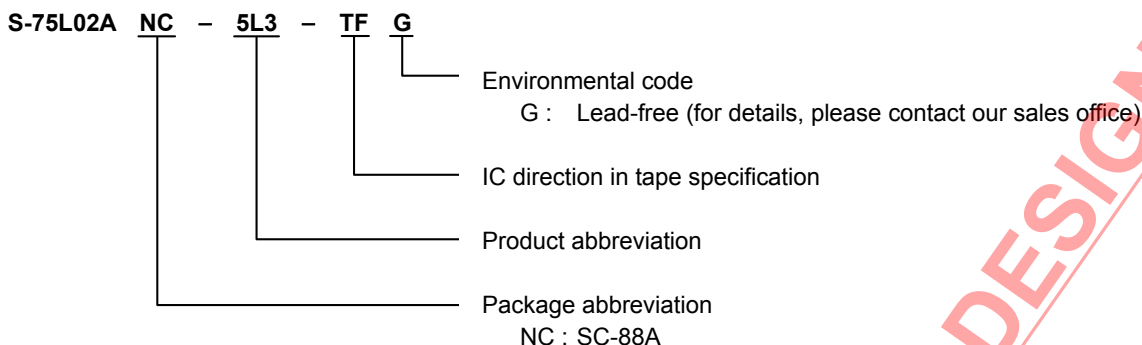 S-75L02A NC – 5L3 – TF G
Environmental code
G : Lead-free (for details, please contact our sales office)
IC direction in tape specification
Product abbreviation
Package abbreviation
NC : SC-88A
DESIGN